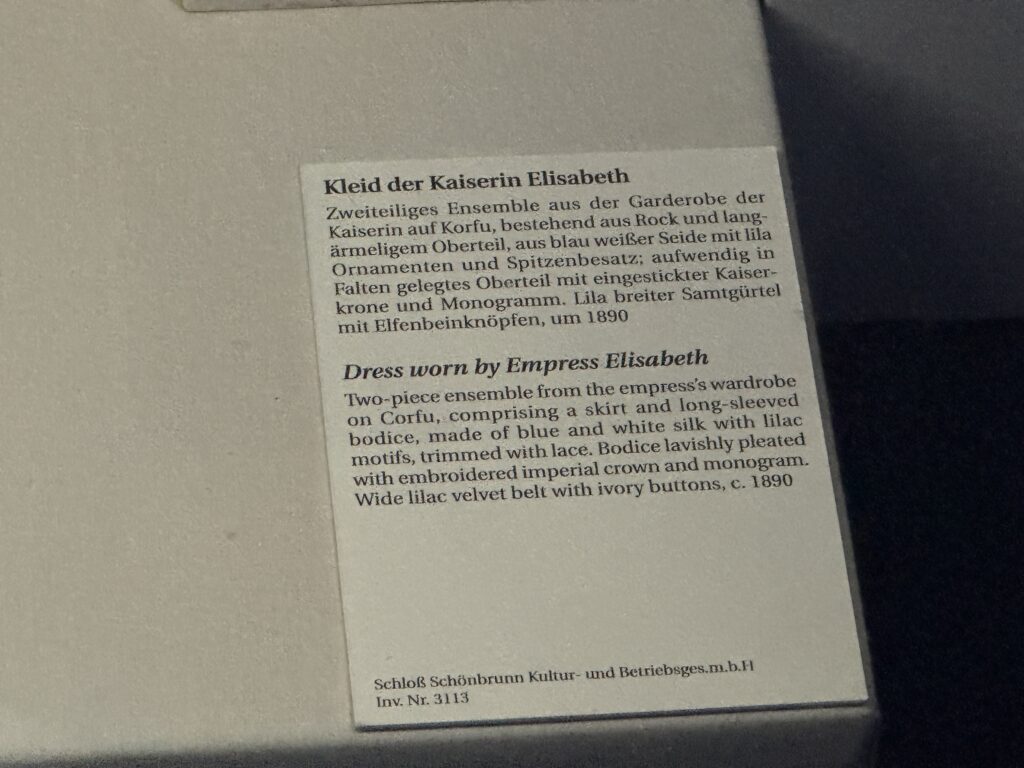 Kleid der Kaiserin Elisabeth
Zweiteiliges Ensemble aus der Garderobe der
Kaiserin auf Korfu, bestehend aus Rock und lang-
ärmeligem Oberteil, aus blau weißer Seide mit lila
Ornamenten und Spitzenbesatz; aufwendig in
Falten gelegtes Oberteil mit eingestickter Kaiser-
krone und Monogramm. Lila breiter Samtgürtel
mit Elfenbeinknöpfen, um 1890
Dress worn by Empress Elisabeth
Two-piece ensemble from the empress's wardrobe
on Corfu, comprising a skirt and long-sleeved
bodice, made of blue and white silk with lilac
motifs, trimmed with lace. Bodice lavishly pleated
with embroidered imperial crown and monogram.
Wide lilac velvet belt with ivory buttons, c. 1890
Schloß Schönbrunn Kultur- und Betriebsges.m.b.H
Inv. Nr. 3113